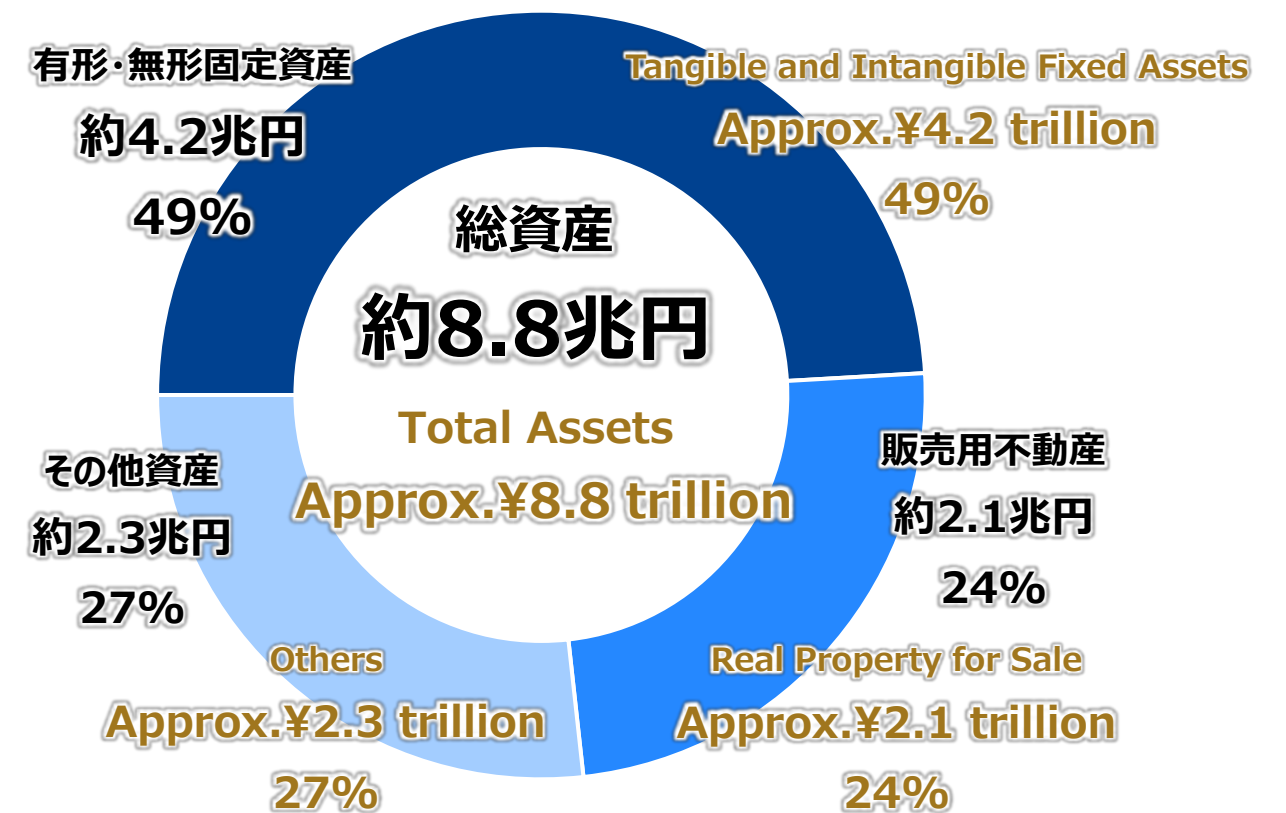 有形·無形固定資産
約4.2兆円
49%
Tangible and Intangible Fixed Assets
Approx.¥4.2 trillion
49%
総資産
約8.8兆円
Total Assets
Approx.¥8.8 trillion
その他資産
約2.3兆円
27%
Others
Approx.¥2.3 trillion
27%
販売用不動産
約2.1兆円
24%
Real Property for Sale
Approx.¥2.1 trillion
24%